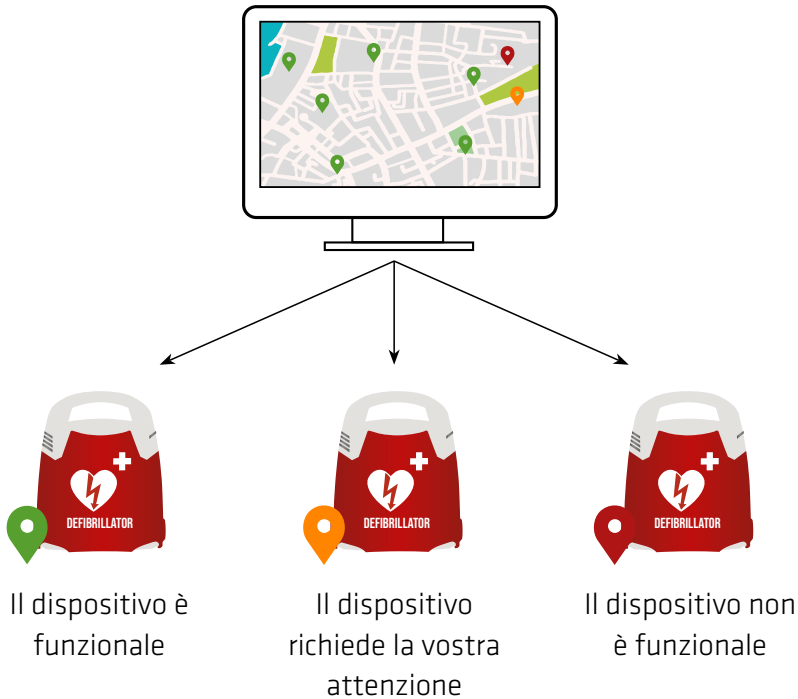 DEFIBRILLATOR
DEFIBRILLATOR
DEFIBRILLATOR
Il dispositivo è
funzionale
Il dispositivo
richiede la vostra
attenzione
Il dispositivo non
è funzionale